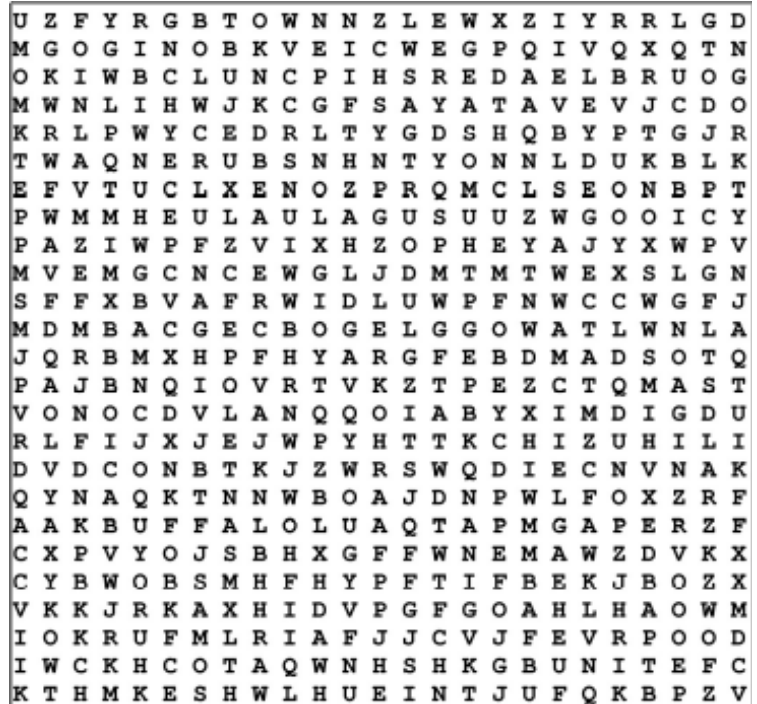 U Z F Y R G B T O W N N Z L E W X Z I Y R R L G D
M G O G I N O B K V E I C W E G P Q I V Q X Q T N
O K I W B C L U N C P I H S R E D A E L B R U O G
M W N L I H W J K C G F S A Y A T A V E V J C D O
K R L P W Y C E D R L T Y G D S H Q B Y P T G J R
T W A Q N E R U B S N H N T Y O N N L D U K B L K
E F V T U C L X E N O Z P R Q M C L S E O N B P T
P W M M H E U L A U L A G U S U U Z W G O O I C Y
P A Z I W P F Z V I X H Z O P H E Y A J Y X W P V
M V E M G C N C E W G L J D M T M T W E X S L G N
S F F X B V A F R W I D L U W P F N W C C W G F J
M D M B A C G E C B O G E L G G O W A T L W N L A
J Q R B M X H P F H Y A R G F E B D M A D S O T Q
P A J B N Q I O V R T V K Z T P E Z C T Q M A S T
V O N O C D V L A N Q Q O I A B Y X I M D I G D U
R L F I J X J E J W P Y H T T K C H I Z U H I L I
D V D C O N B T K J Z W R S W Q D I E C N V N A K
Q Y N A Q K T N N W B O A J D N P W L F O X Z R F
A A K B U F F A L O L U A Q T A P M G A P E R Z F
C X P V Y O J S B H X G F F W N E M A W Z D V K X
C Y B W O B S M H F H Y P F T I F B E K J B O Z X
V K K J R K A X H I D V P G F G O A H L H A O W M
I O K R U F M L R I A F J J C V J F E V R P O O D
I W C K H C O T A Q W N H S H K G B U N I T E F C
K T H M K E S H W L H U E I N T J U F Q K B P Z V